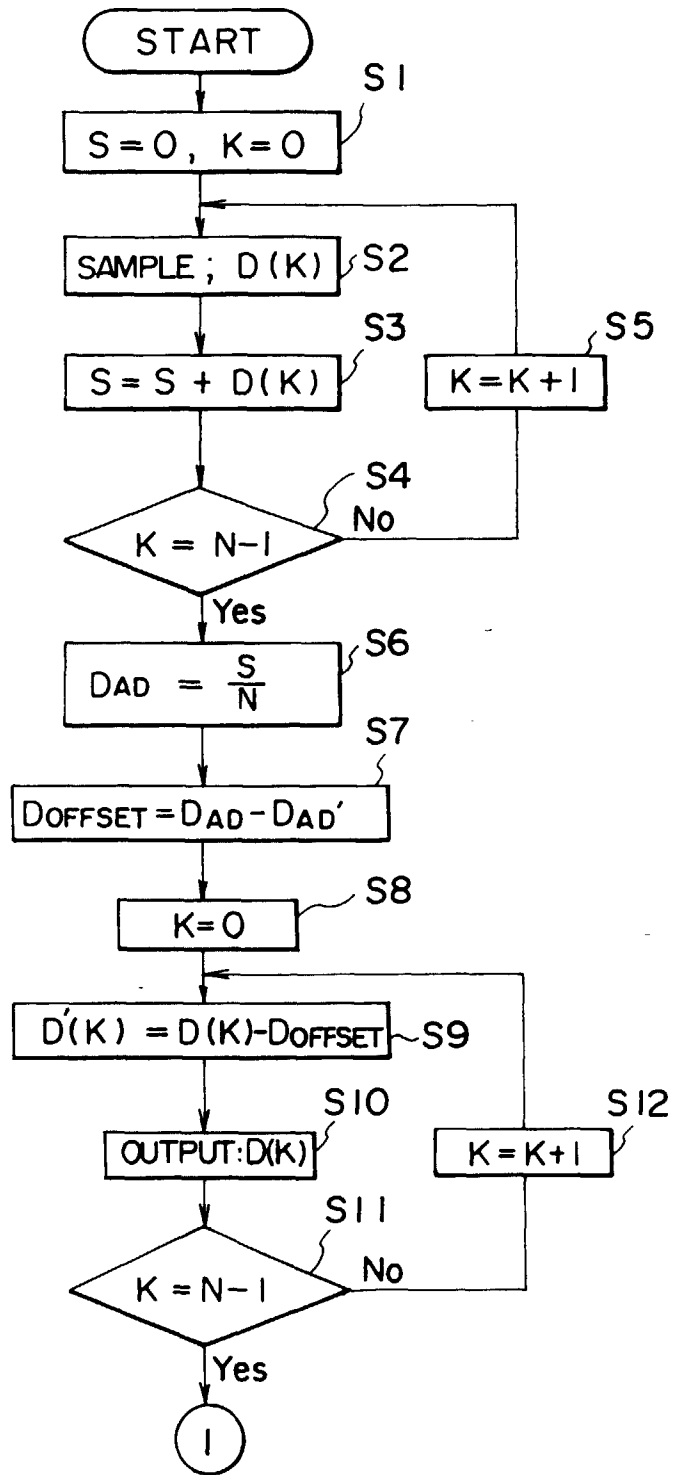 START
S1
S=0, K=0
SAMPLE; D(K)
S2
S3
S=S + D(K)
S5
K=K+1
S4
K = N-1
No
Yes
S6
DAD = S/N
S7
DOFFSET=DAD-DAD'
S8
K=0
D'(K) = D(K)-DOFFSET
S9
S10
OUTPUT:D(K)
S12
K=K+1
S11
K=N-1
No
Yes
1